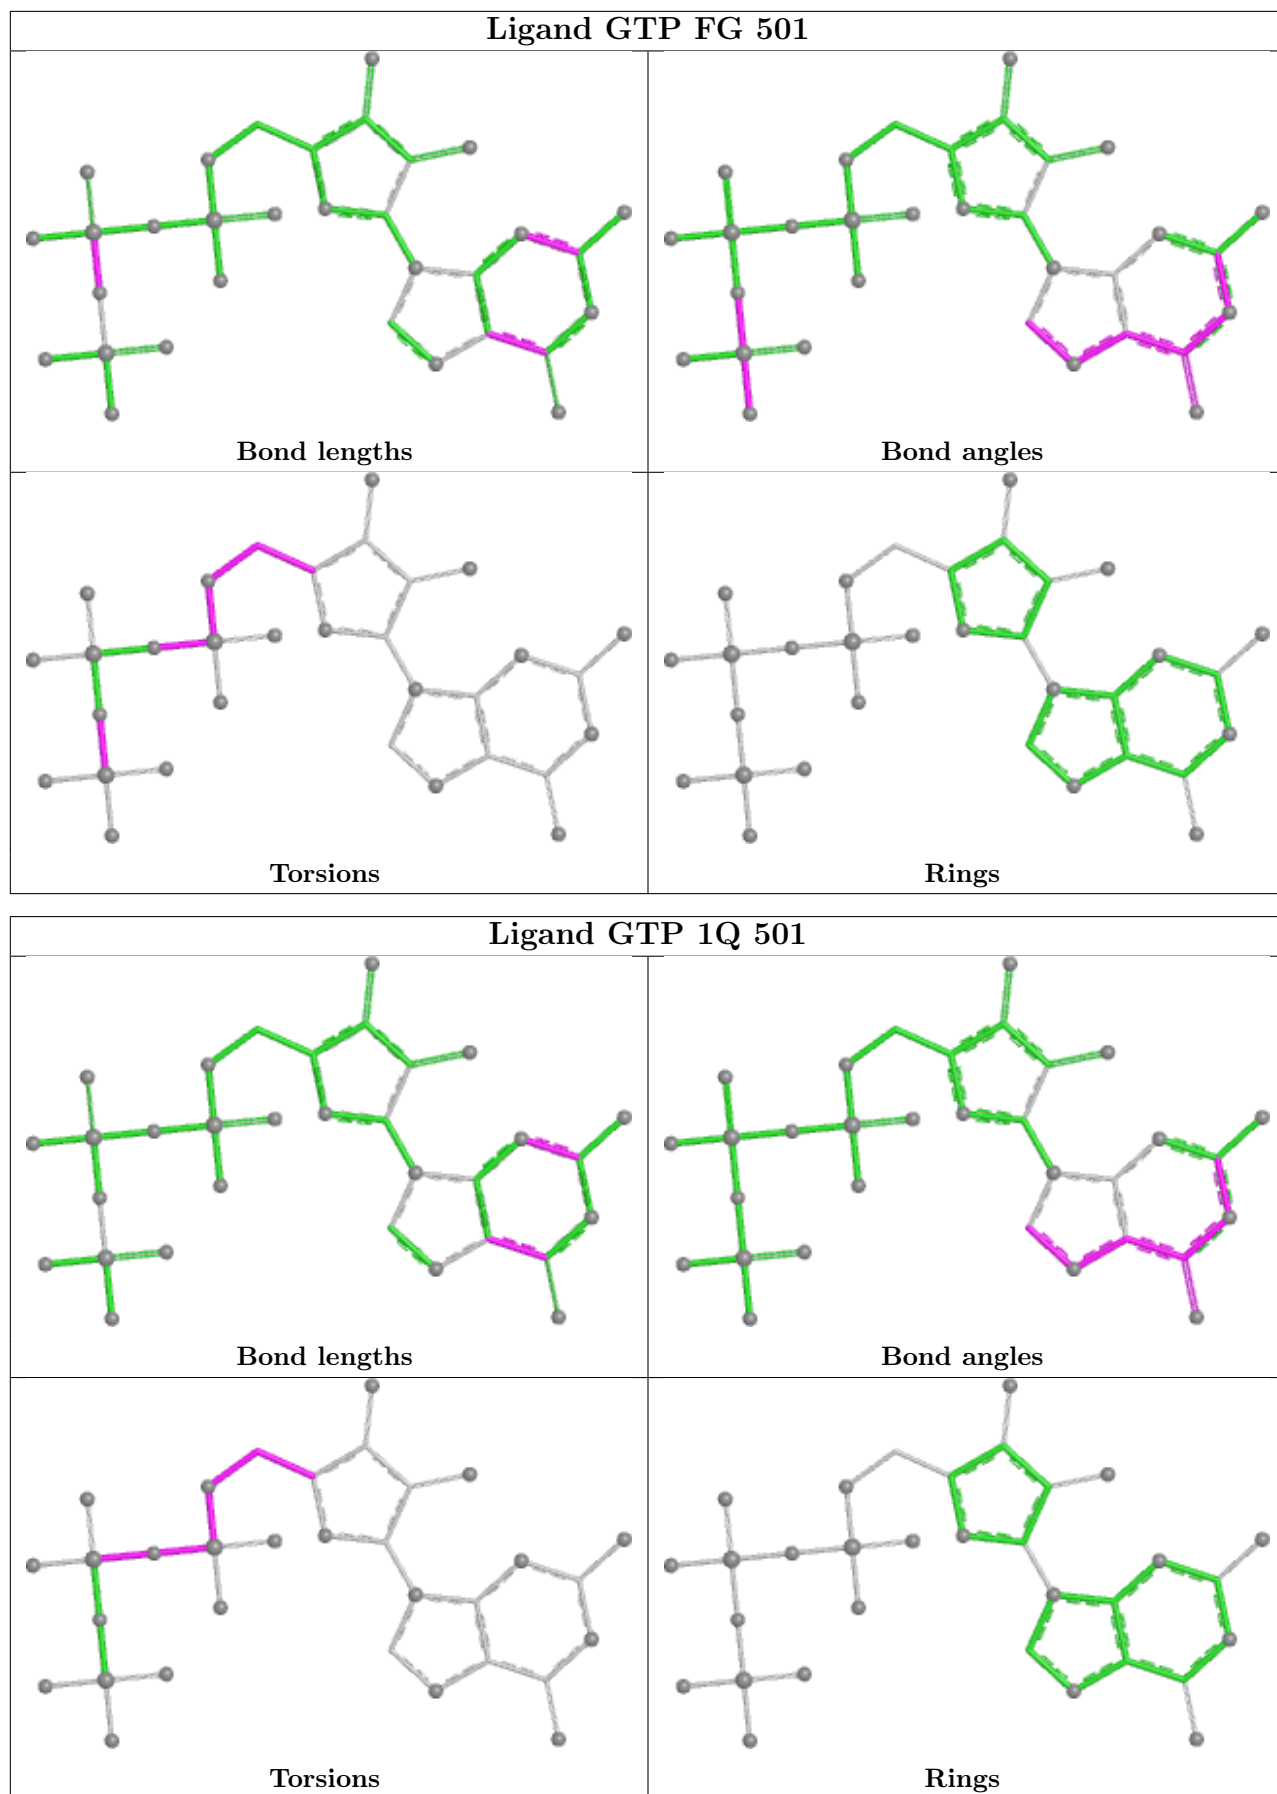 Ligand GTP FG 501
Bond lengths
Bond angles
Torsions
Rings
Ligand GTP 1Q 501
Bond lengths
Bond angles
Torsions
Rings